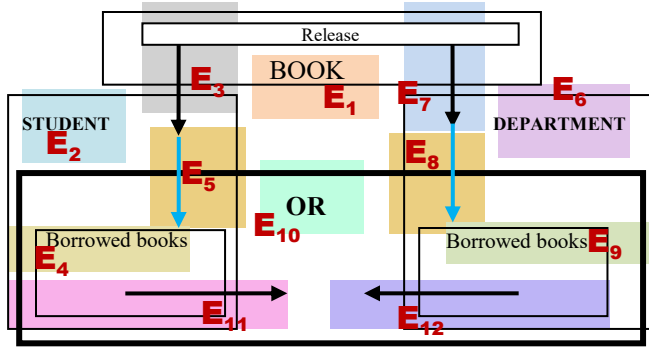 Release
BOOK
E3
E1
E7
E6
STUDENT
DEPARTMENT
E2
E5
E8
OR
E10
Borrowed books
Borrowed books
E4
E9
E11
E12